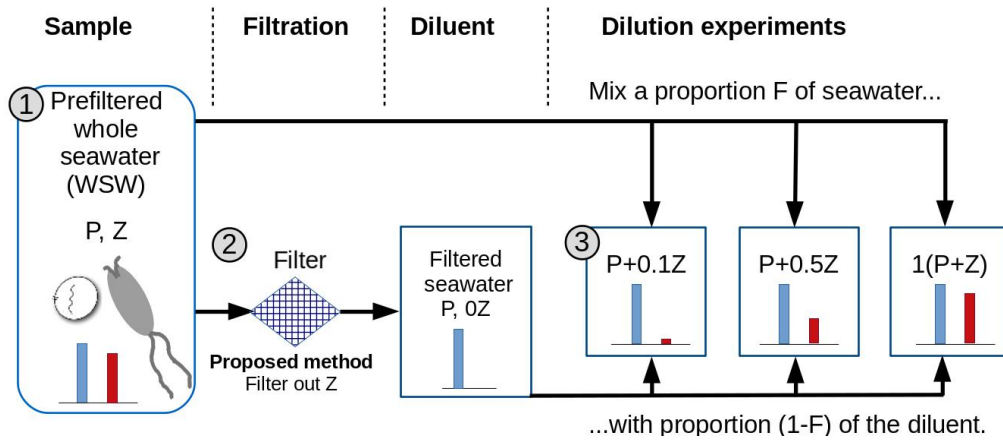 Sample
Filtration
Diluent
Dilution experiments
1
Prefiltered
whole
seawater
(WSW)
P, Z
Mix a proportion F of seawater...
2
Filter
Proposed method
Filter out Z
Filtered
seawater
P, 0Z
3
P+0.1Z
P+0.5Z
1(P+Z)
...with proportion (1-F) of the diluent.